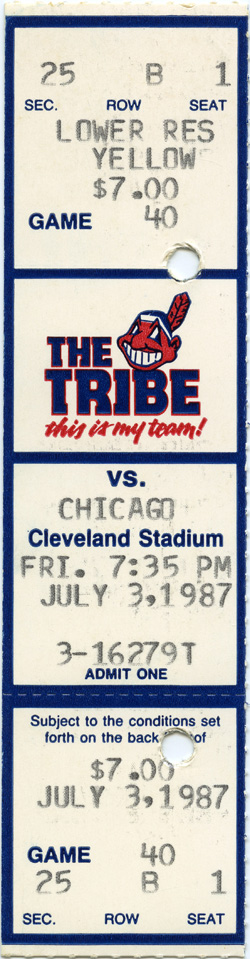 25 B 1
SEC. ROW SEAT
LOWER RES
YELLOW
$7.00
GAME 40
THE
TRIBE
this is my team!
VS.
CHICAGO
Cleveland Stadium
FRI. 7:35 PM
JULY 3,1987
3-16279T
ADMIT ONE
Subject to the conditions set
forth on the back of
$7.00
JULY 3,1987
GAME 40
25 B 1
SEC. ROW SEAT